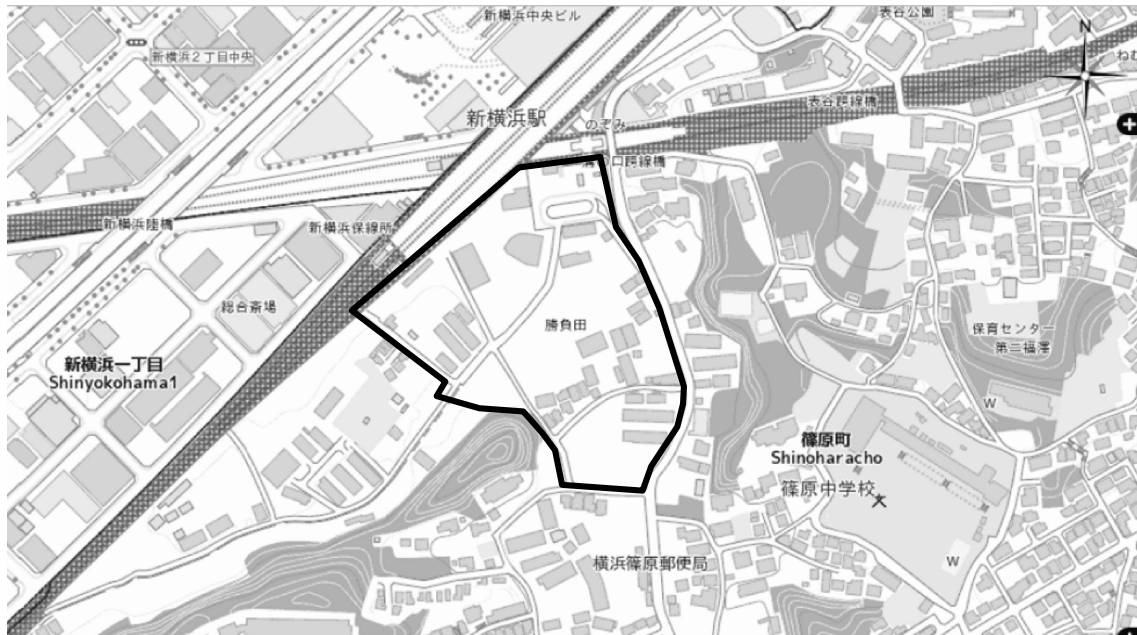 新横浜中央ビル
表谷公園
新横浜2丁目中央
N
新横浜駅
のぞみ
表谷跨線橋
口跨線橋
新横浜陸橋
新横浜保線所
総合斎場
勝負田
保育センター
第二福澤
新横浜一丁目
Shinyokohama1
W
篠原町
Shinoharacho
篠原中学校
横浜篠原郵便局
W